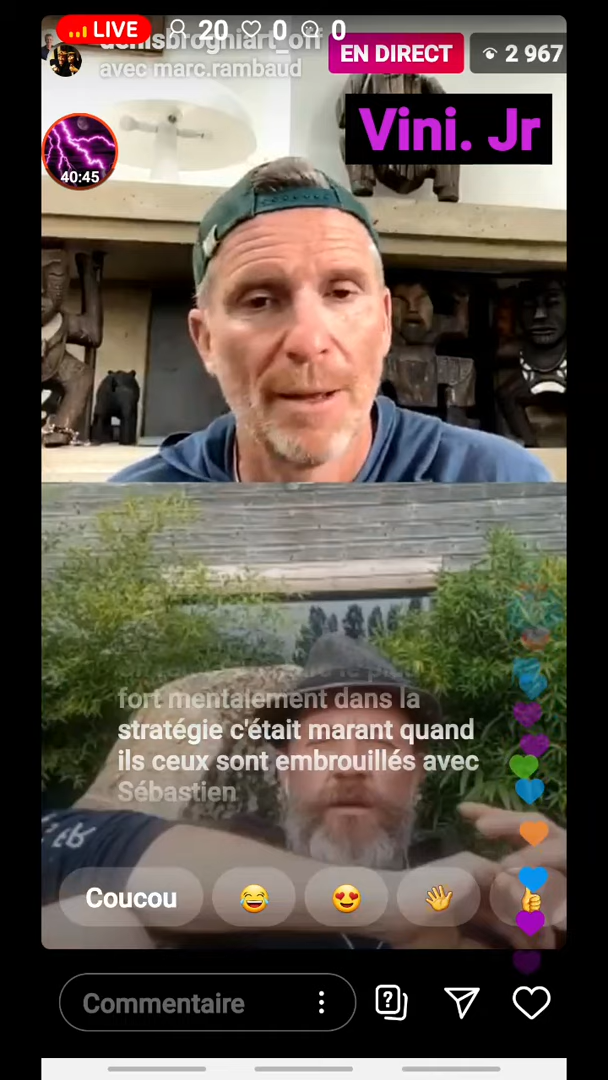 LIVE 20 0 0
denisbrogniart_off
avec marc.rambaud
EN DIRECT
2 967
Vini. Jr
40:45
fort mentalement dans la
stratégie c'était marant quand
ils ceux sont embrouillés avec
Sébastien
Coucou
Commentaire